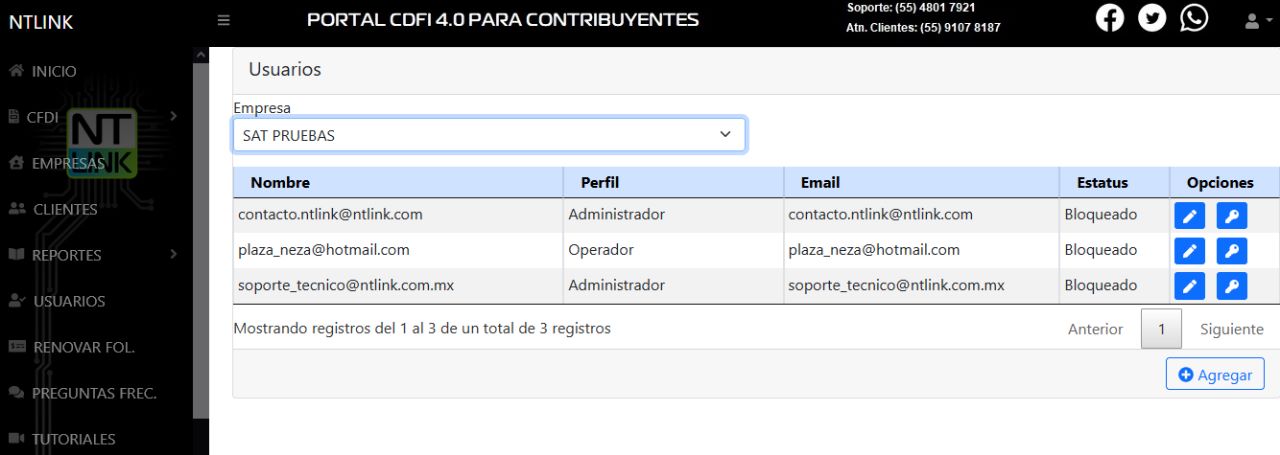 NTLINK
PORTAL CDFI 4.0 PARA CONTRIBUYENTES
Soporte: (55) 4801 7921
Atn. Clientes: (55) 9107 8187
INICIO
CFDI
NT
LINK
EMPRESAS
CLIENTES
REPORTES
USUARIOS
RENOVAR FOL.
PREGUNTAS FREC.
TUTORIALES
Usuarios
Empresa
SAT PRUEBAS
Nombre Perfil Email Estatus Opciones
contacto.ntlink@ntlink.com Administrador contacto.ntlink@ntlink.com Bloqueado
plaza_neza@hotmail.com Operador plaza_neza@hotmail.com Bloqueado
soporte_tecnico@ntlink.com.mx Administrador soporte_tecnico@ntlink.com.mx Bloqueado
Mostrando registros del 1 al 3 de un total de 3 registros
Anterior 1 Siguiente
Agregar